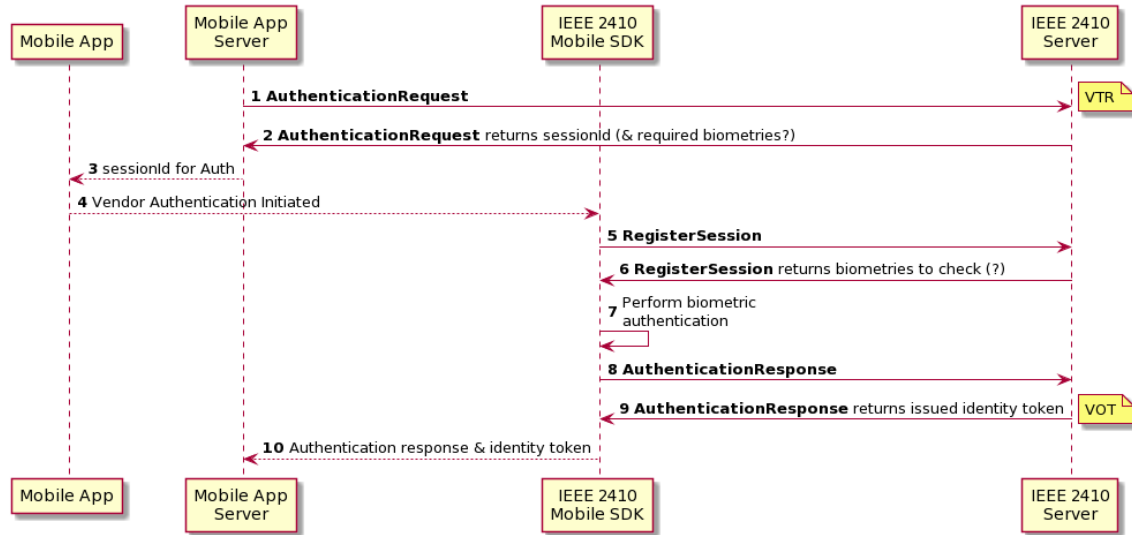 Mobile App
Mobile App
Server
IEEE 2410
Mobile SDK
IEEE 2410
Server
1 AuthenticationRequest
VTR
2 AuthenticationRequest returns sessionId (& required biometries?)
3 sessionId for Auth
4 Vendor Authentication Initiated
5 RegisterSession
6 RegisterSession returns biometries to check (?)
7 Perform biometric
authentication
8 AuthenticationResponse
9 AuthenticationResponse returns issued identity token
VOT
10 Authentication response & identity token
Mobile App
Mobile App
Server
IEEE 2410
Mobile SDK
IEEE 2410
Server